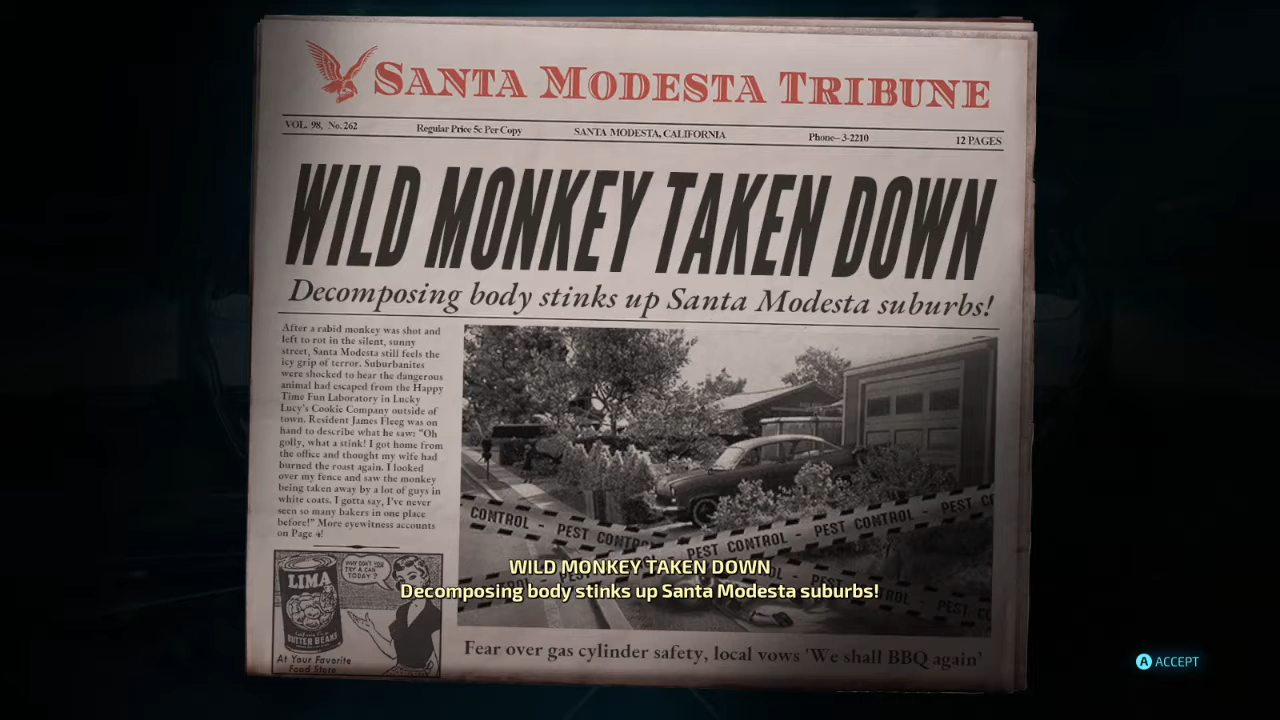 SANTA MODESTA TRIBUNE
VOL. 98, No. 262 Regular Price 5c Per Copy SANTA MODESTA, CALIFORNIA Phone-3-2210 12 PAGES
WILD MONKEY TAKEN DOWN
Decomposing body stinks up Santa Modesta suburbs!
After a rabid monkey was shot and
left to rot in the silent, sunny
street, Santa Modesta still feels the
icy grip of terror. Suburbanites
were shocked to hear the dangerous
animal had escaped from the Happy
Time Fun Laboratory in Lucky
Lucy's Cookie Company outside of
town. Resident James Fleeg was on
hand to describe what he saw: "Oh
golly, what a stink! I got home from
the office and thought my wife had
burned the roast again. I looked
over my fence and saw the monkey
being taken away by a lot of guys in
white coats. I gotta say, I've never
seen so many bakers in one place
before!" More eyewitness accounts
on Page 4!
WHY DON'T YOU
TRY A CAN
TODAY?
LIMA
BUTTER BEANS
At Your Favorite
Food Store
CONTROL - PEST CONTROL
PEST CONTROL - PEST CONTROL - PEST CO
WILD MONKEY TAKEN DOWN
Decomposing body stinks up Santa Modesta suburbs!
Fear over gas cylinder safety, local vows 'We shall BBQ again'
A ACCEPT